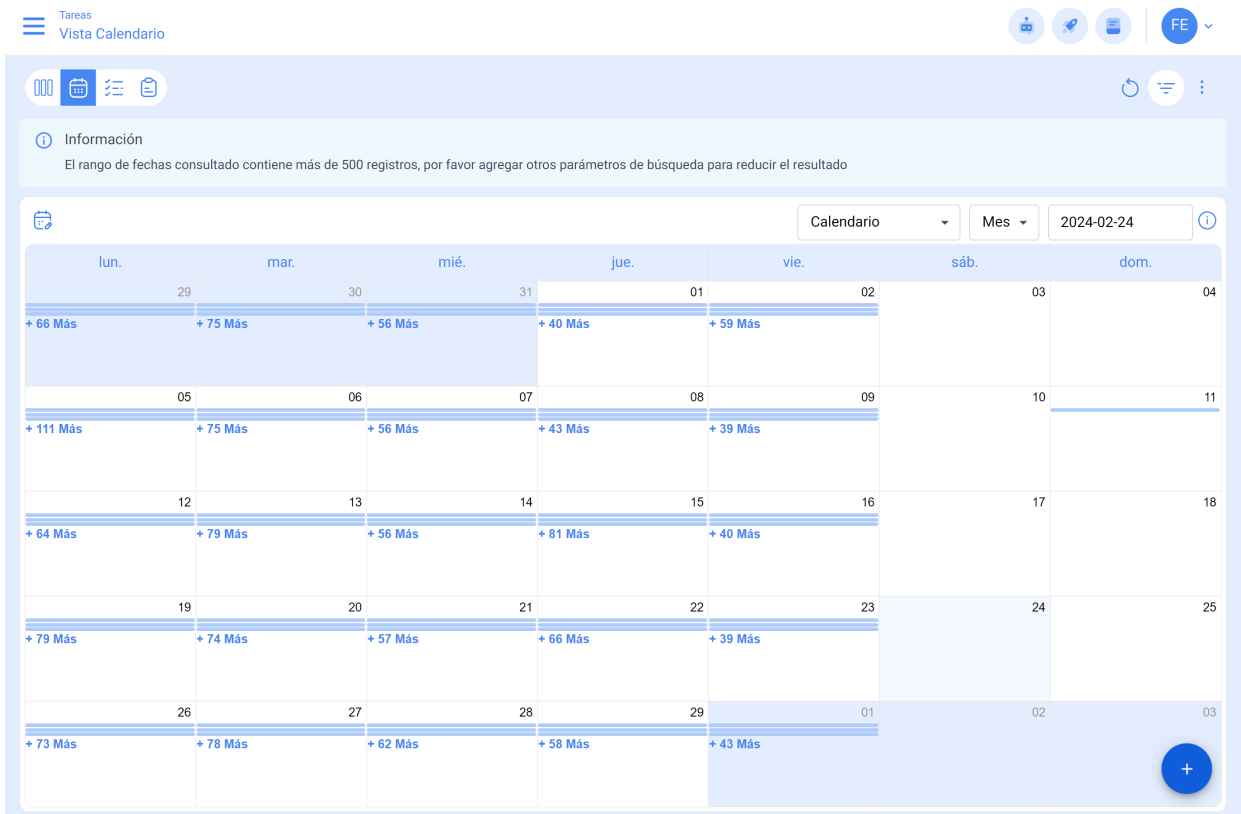 Tareas
Vista Calendario
FE
Información
El rango de fechas consultado contiene más de 500 registros, por favor agregar otros parámetros de búsqueda para reducir el resultado
Calendario Mes 2024-02-24
lun. mar. mié. jue. vie. sáb. dom.
29 30 31 01 02 03 04
+ 66 Más + 75 Más + 56 Más + 40 Más + 59 Más
05 06 07 08 09 10 11
+ 111 Más + 75 Más + 56 Más + 43 Más + 39 Más
12 13 14 15 16 17 18
+ 64 Más + 79 Más + 56 Más + 81 Más + 40 Más
19 20 21 22 23 24 25
+ 79 Más + 74 Más + 57 Más + 66 Más + 39 Más
26 27 28 29 01 02 03
+ 73 Más + 78 Más + 62 Más + 58 Más + 43 Más
+